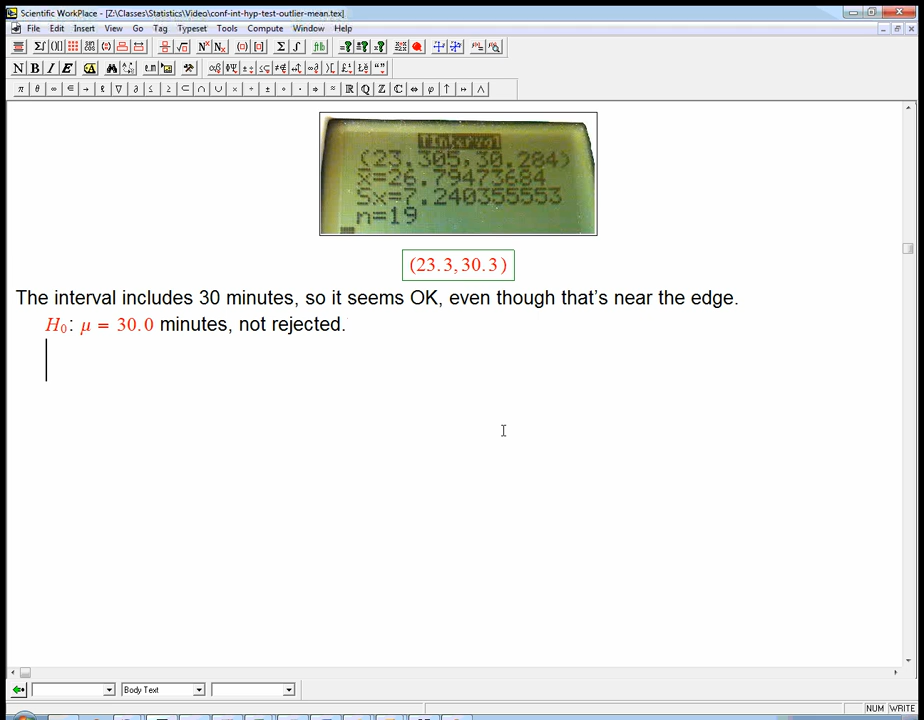 Scientific WorkPlace - [Z:\Classes\Statistics\Video\conf-int-hyp-test-outlier-mean.tex]
File Edit Insert View Go Tag Typeset Tools Compute Window Help
TInterval
(23.305,30.284)
x̄=26.79473684
Sx=7.240355553
n=19
(23.3,30.3)
The interval includes 30 minutes, so it seems OK, even though that's near the edge.
H₀: μ = 30.0 minutes, not rejected.
Body Text
NUM WRITE